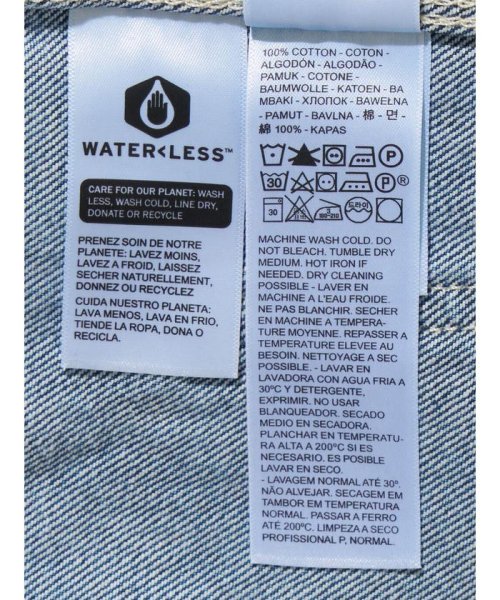 WATER<LESS™
CARE FOR OUR PLANET: WASH
LESS, WASH COLD, LINE DRY,
DONATE OR RECYCLE
PRENEZ SOIN DE NOTRE
PLANETE: LAVEZ MOINS,
LAVEZ A FROID, LAISSEZ
SECHER NATURELLEMENT,
DONNEZ OU RECYCLEZ
CUIDA NUESTRO PLANETA:
LAVA MENOS, LAVA EN FRIO,
TIENDE LA ROPA, DONA O
RECICLA.
100% COTTON - COTON -
ALGODÓN - ALGODÃO -
PAMUK - COTONE -
BAUMWOLLE - KATOEN - BA
MBAKI - ХЛОПОК - BAWEŁNA
- PAMUT - BAVLNA - 棉 - 면 -
綿 100% - KAPAS
P
30 P ®
30 180~210 드라이
MACHINE WASH COLD. DO
NOT BLEACH. TUMBLE DRY
MEDIUM. HOT IRON IF
NEEDED. DRY CLEANING
POSSIBLE - LAVER EN
MACHINE A L'EAU FROIDE.
NE PAS BLANCHIR. SECHER
EN MACHINE A TEMPERA-
TURE MOYENNE. REPASSER A
TEMPERATURE ELEVEE AU
BESOIN. NETTOYAGE A SEC
POSSIBLE. - LAVAR EN
LAVADORA CON AGUA FRIA A
30ºC Y DETERGENTE,
EXPRIMIR. NO USAR
BLANQUEADOR. SECADO
MEDIO EN SECADORA.
PLANCHAR EN TEMPERATU-
RA ALTA A 200ºC SI ES
NECESARIO. ES POSIBLE
LAVAR EN SECO.
- LAVAGEM NORMAL ATÉ 30º.
NÃO ALVEJAR. SECAGEM EM
TAMBOR EM TEMPERATURA
NORMAL. PASSAR A FERRO
ATÉ 200ºC. LIMPEZA A SECO
PROFISSIONAL P, NORMAL.